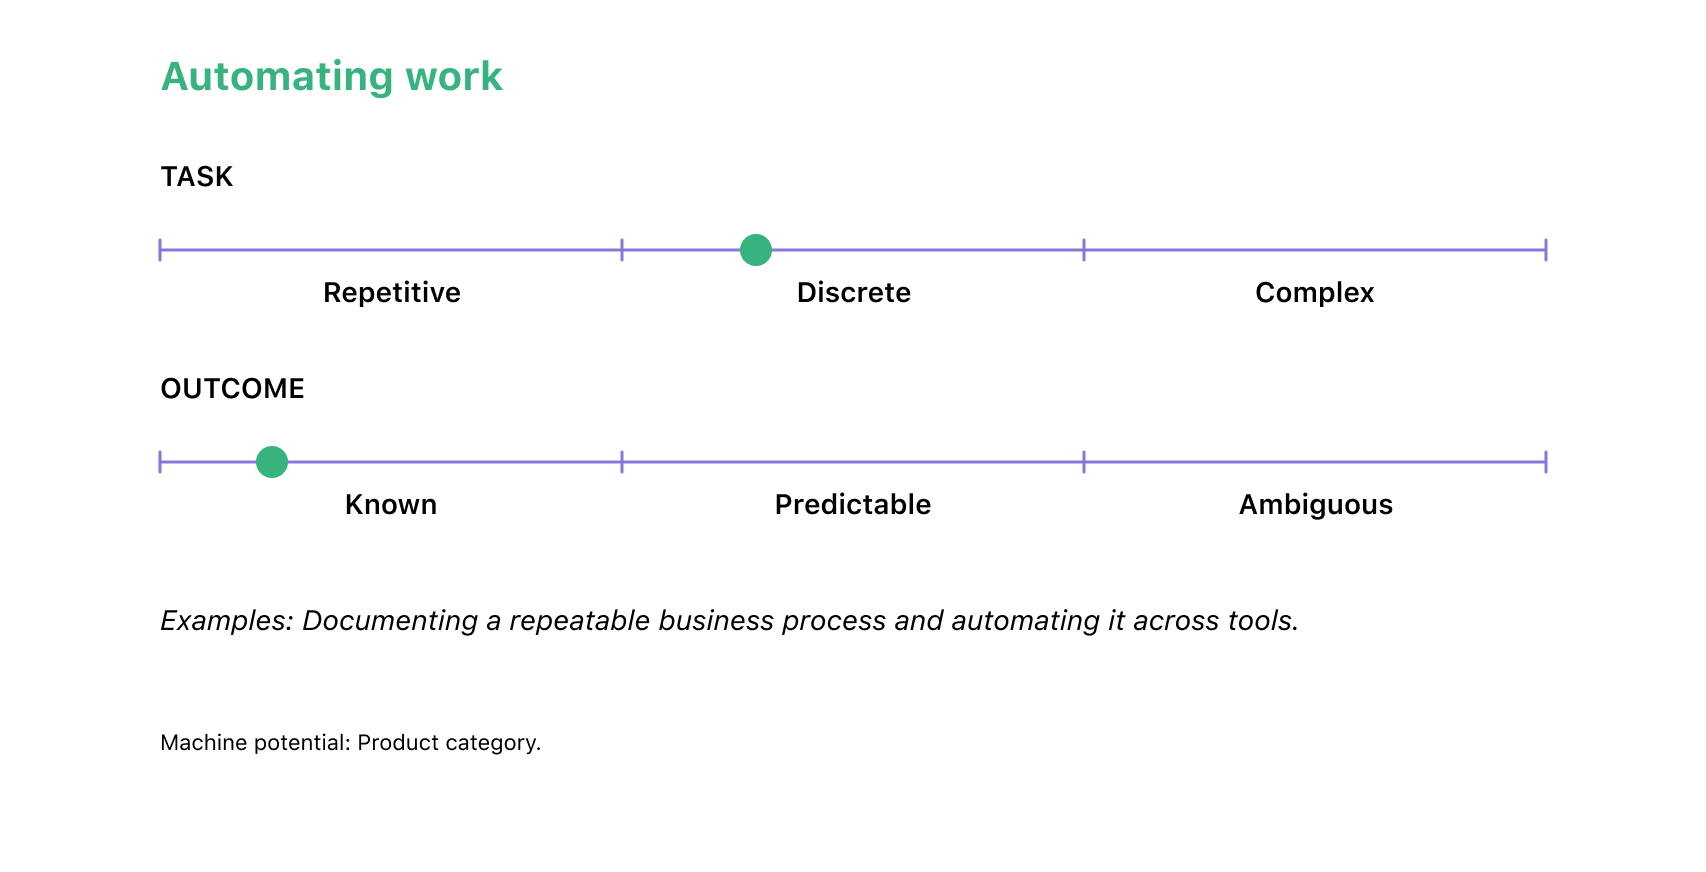 Automating work
TASK
Repetitive Discrete Complex
OUTCOME
Known Predictable Ambiguous
Examples: Documenting a repeatable business process and automating it across tools.
Machine potential: Product category.